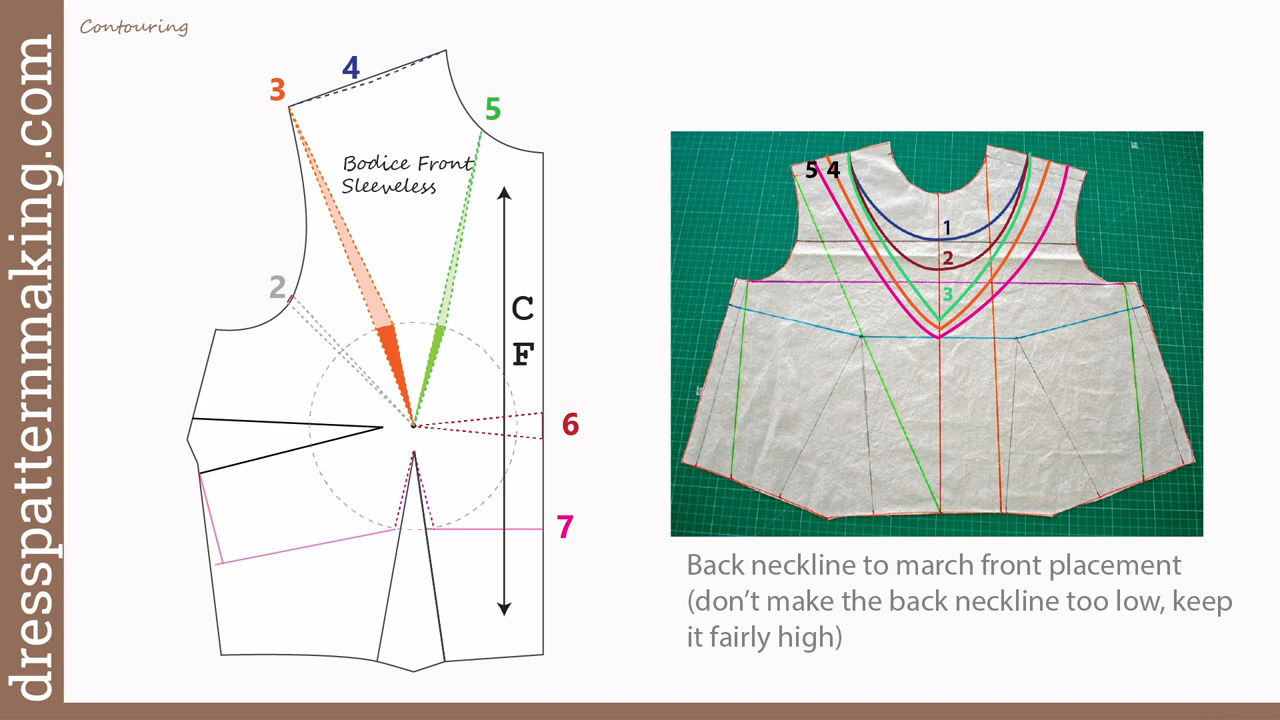 dresspatternmaking.com
Contouring
3
4
5
Bodice Front
Sleeveless
2
C
F
6
7
5 4
1
2
3
Back neckline to march front placement
(don't make the back neckline too low, keep
it fairly high)